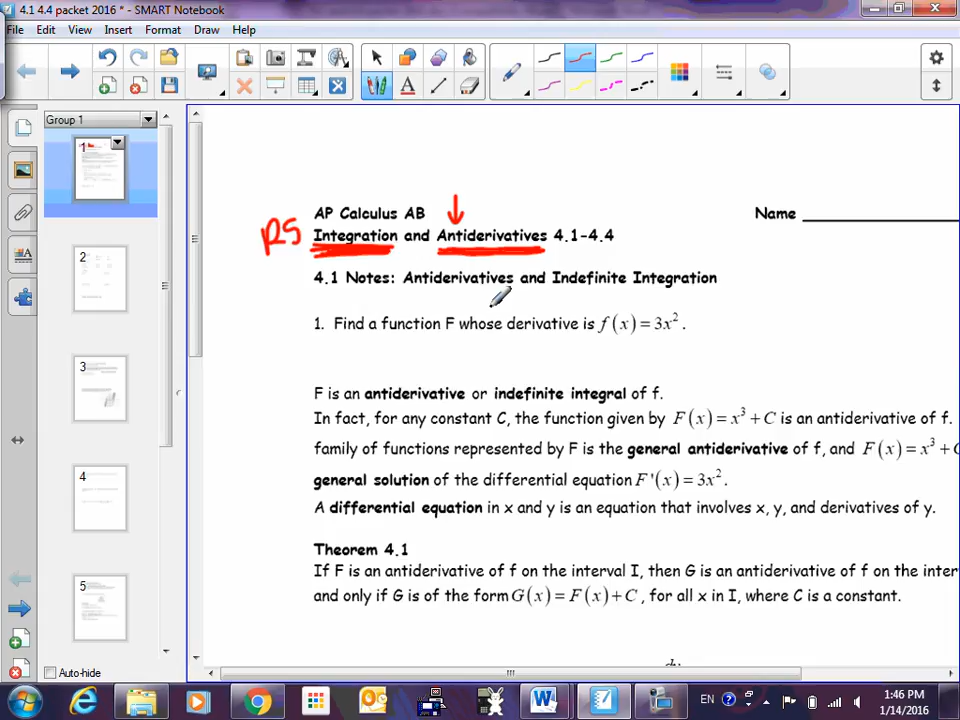 4.1 4.4 packet 2016 * - SMART Notebook
File Edit View Insert Format Draw Help
Group 1
1
2
3
4
5
Auto-hide
AP Calculus AB
Name
RS Integration and Antiderivatives 4.1-4.4
4.1 Notes: Antiderivatives and Indefinite Integration
1. Find a function F whose derivative is f(x) = 3x².
F is an antiderivative or indefinite integral of f.
In fact, for any constant C, the function given by F(x) = x³ + C is an antiderivative of f.
family of functions represented by F is the general antiderivative of f, and F(x) = x³ + C
general solution of the differential equation F'(x) = 3x².
A differential equation in x and y is an equation that involves x, y, and derivatives of y.
Theorem 4.1
If F is an antiderivative of f on the interval I, then G is an antiderivative of f on the inter
and only if G is of the form G(x) = F(x) + C, for all x in I, where C is a constant.
EN
1:46 PM
1/14/2016